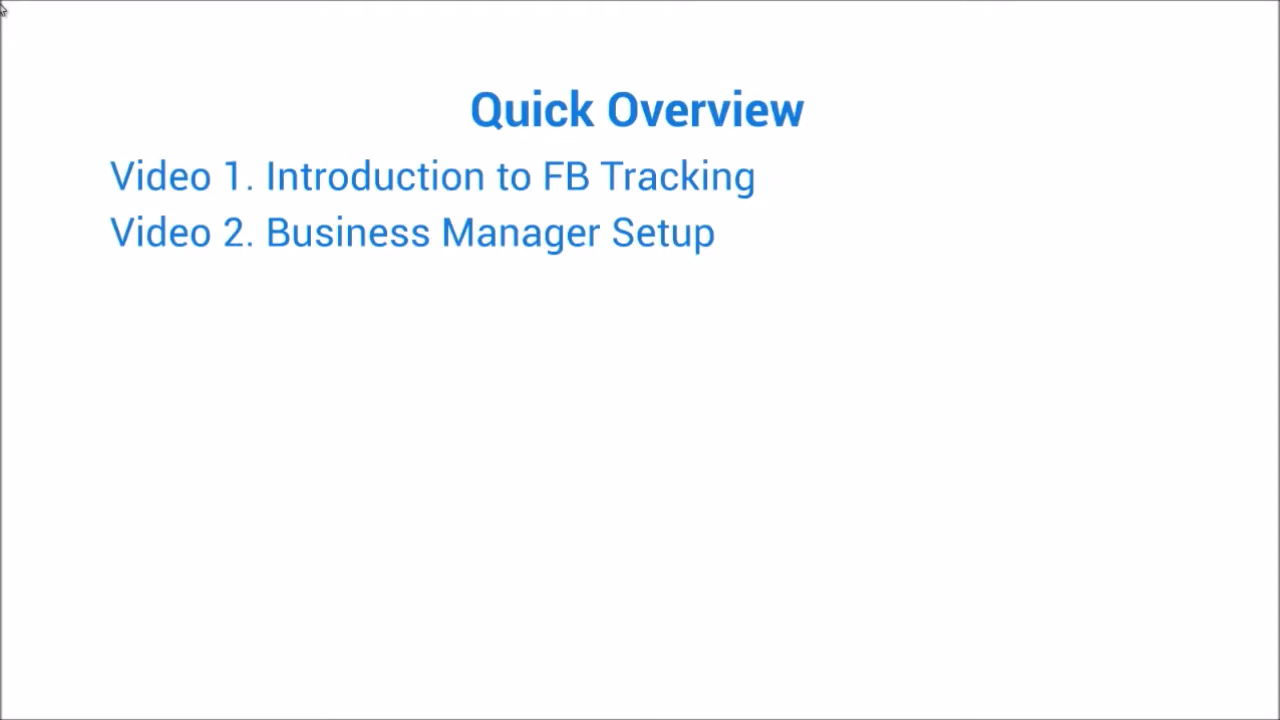 Quick Overview
Video 1. Introduction to FB Tracking
Video 2. Business Manager Setup